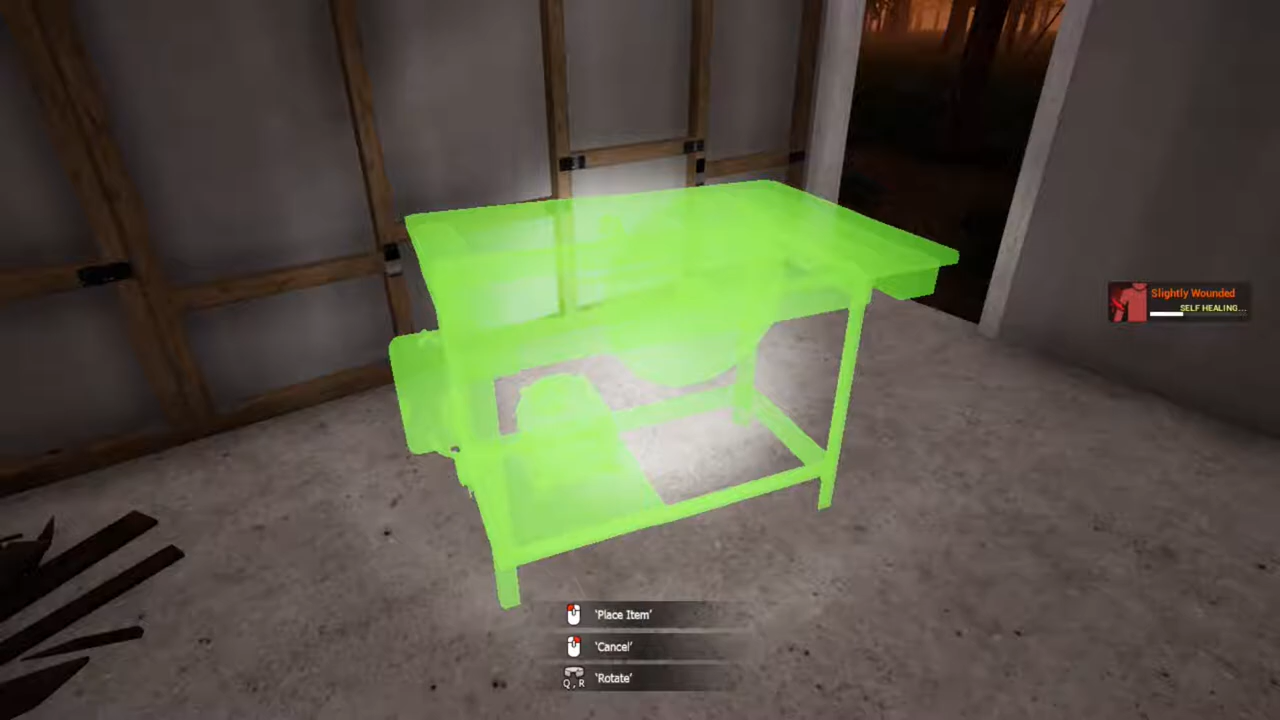 Slightly Wounded
SELF HEALING...
'Place Item'
'Cancel'
Q, R 'Rotate'